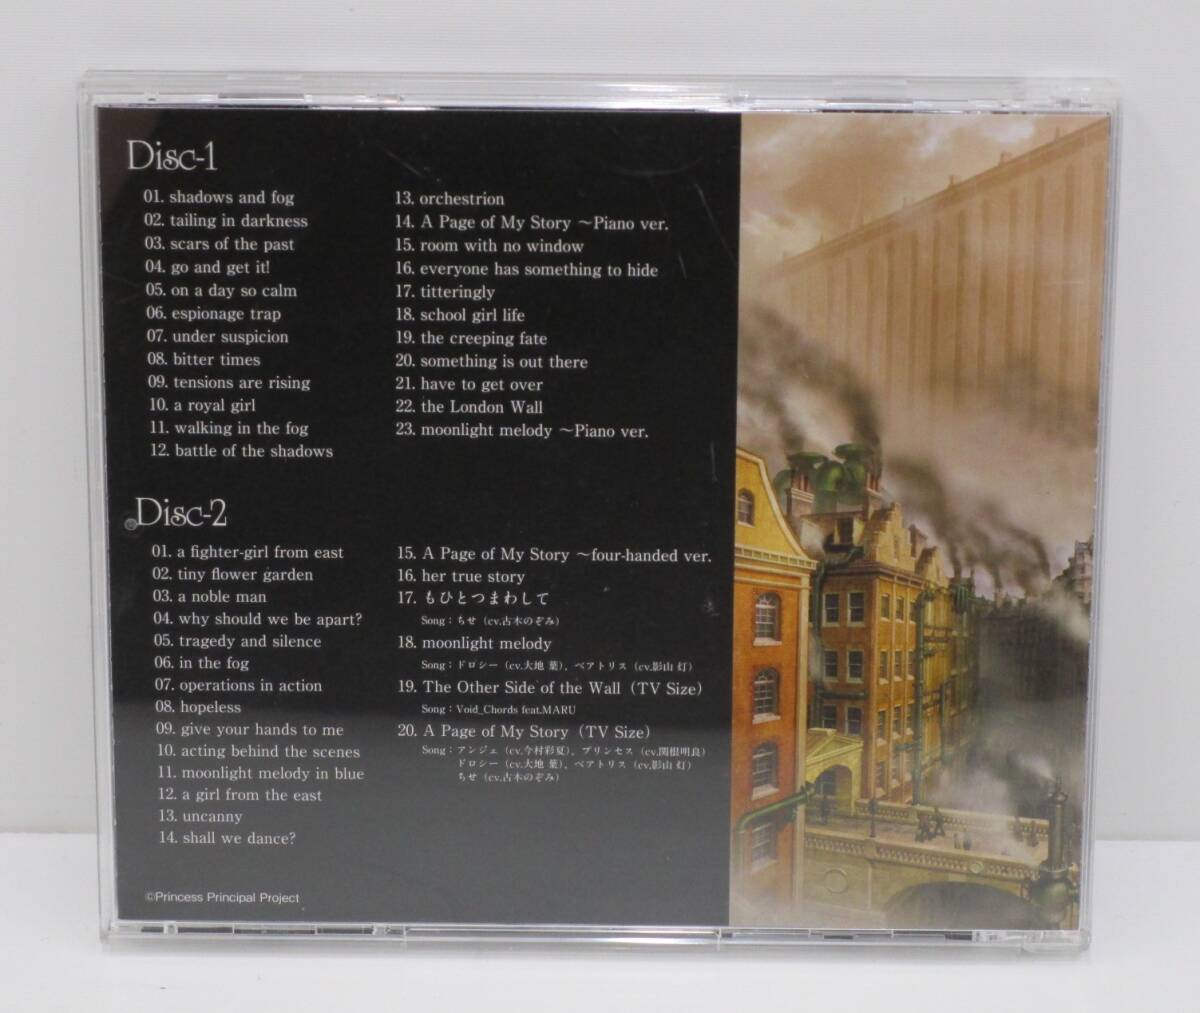 Disc-1
01. shadows and fog
02. tailing in darkness
03. scars of the past
04. go and get it!
05. on a day so calm
06. espionage trap
07. under suspicion
08. bitter times
09. tensions are rising
10. a royal girl
11. walking in the fog
12. battle of the shadows
13. orchestrion
14. A Page of My Story ～Piano ver.
15. room with no window
16. everyone has something to hide
17. titteringly
18. school girl life
19. the creeping fate
20. something is out there
21. have to get over
22. the London Wall
23. moonlight melody ～Piano ver.
Disc-2
01. a fighter-girl from east
02. tiny flower garden
03. a noble man
04. why should we be apart?
05. tragedy and silence
06. in the fog
07. operations in action
08. hopeless
09. give your hands to me
10. acting behind the scenes
11. moonlight melody in blue
12. a girl from the east
13. uncanny
14. shall we dance?
15. A Page of My Story ～four-handed ver.
16. her true story
17. もひとつまわして
Song：ちせ（cv.古木のぞみ）
18. moonlight melody
Song：ドロシー（cv.大地 葉）, ベアトリス（cv.影山 灯）
19. The Other Side of the Wall（TV Size）
Song：Void_Chords feat.MARU
20. A Page of My Story（TV Size）
Song：アンジェ（cv.今村彩夏）, プリンセス（cv.関根明良）
ドロシー（cv.大地 葉）, ベアトリス（cv.影山 灯）
ちせ（cv.古木のぞみ）
©Princess Principal Project